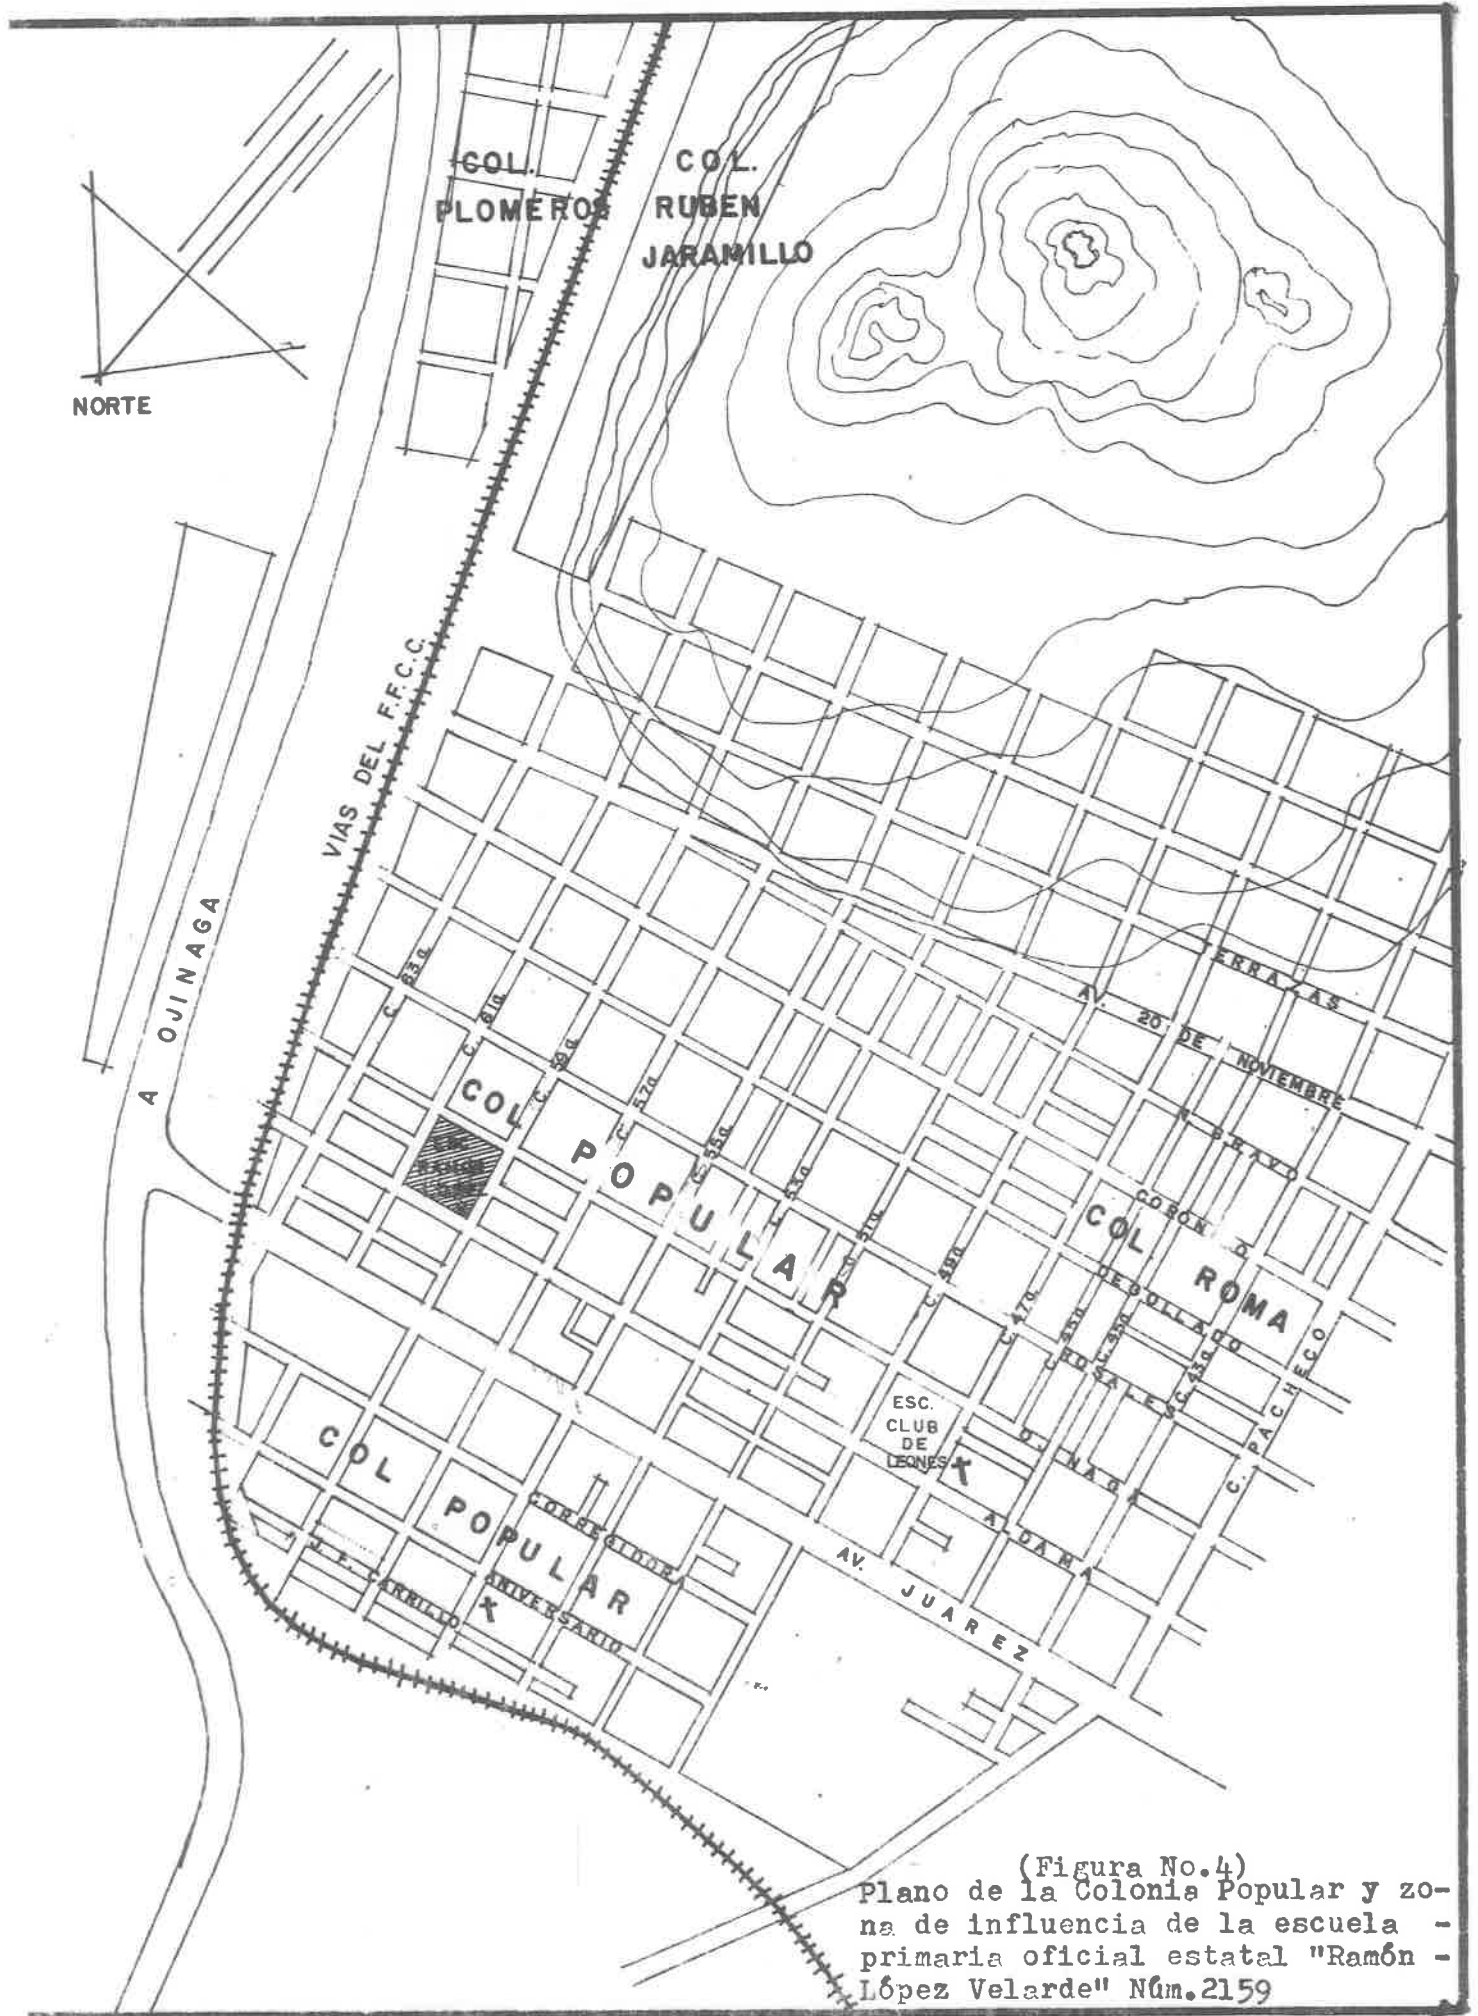 COL.
PLOMEROS
COL.
RUBEN
JARAMILLO
NORTE
VIAS DEL F.F.C.C.
A OJINAGA
C. 63a.
C. 61a.
C. 59a.
C. 57a.
C. 55a.
C. 53a.
C. 51a.
C. 49a.
C. 47a.
C. 45a.
C. 45a.
C. 43a.
C. PACHECO
AV. 20 DE NOVIEMBRE
N. BRAVO
COL
POPULAR
COL.
ROMA
DEGOLLADO
ROSALES
ESC.
CLUB
DE
LEONES
ALDAMA
AV. JUAREZ
COL
POPULAR
CORREGIDORA
ANIVERSARIO
J. F. CARRILLO
(Figura No.4)
Plano de la Colonia Popular y zo-
na de influencia de la escuela -
primaria oficial estatal "Ramón -
López Velarde" Núm.2159